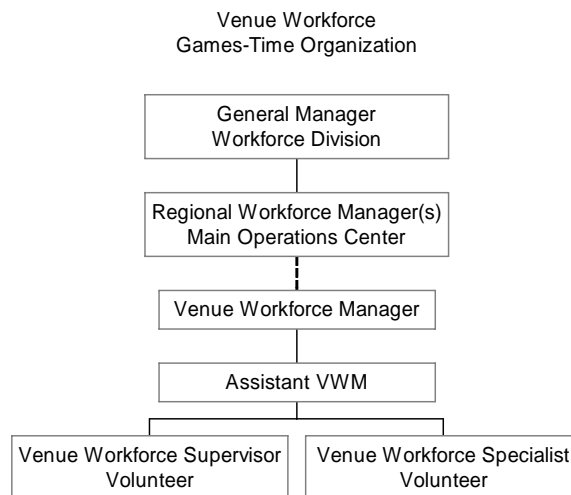 Venue Workforce
Games-Time Organization
General Manager
Workforce Division
Regional Workforce Manager(s)
Main Operations Center
Venue Workforce Manager
Assistant VWM
Venue Workforce Supervisor
Volunteer
Venue Workforce Specialist
Volunteer